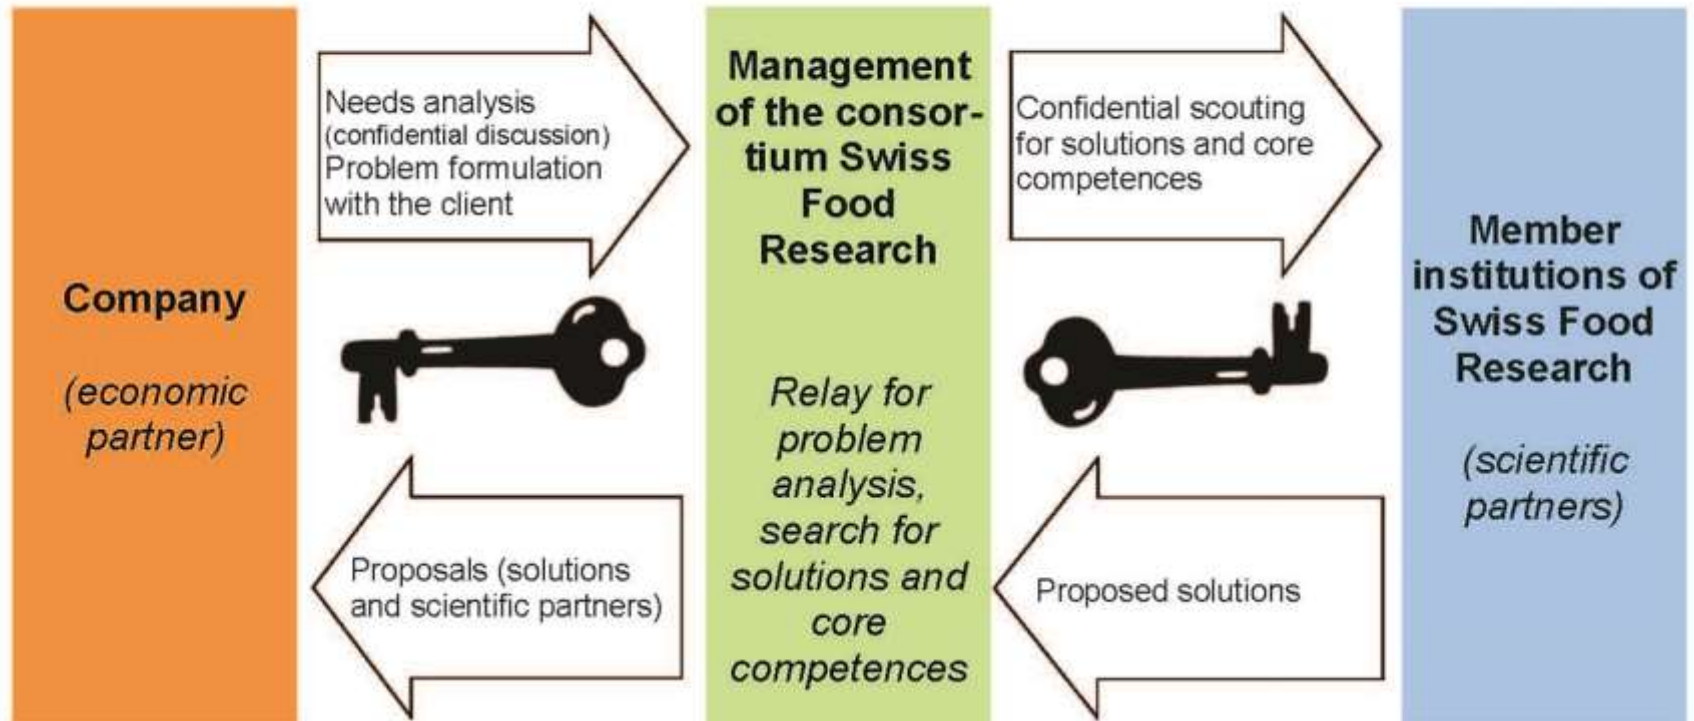 Company
(economic
partner)
Needs analysis
(confidential discussion)
Problem formulation
with the client
Proposals (solutions
and scientific partners)
Management
of the consor-
tium Swiss
Food
Research
Relay for
problem
analysis,
search for
solutions and
core
competences
Confidential scouting
for solutions and core
competences
Proposed solutions
Member
institutions of
Swiss Food
Research
(scientific
partners)